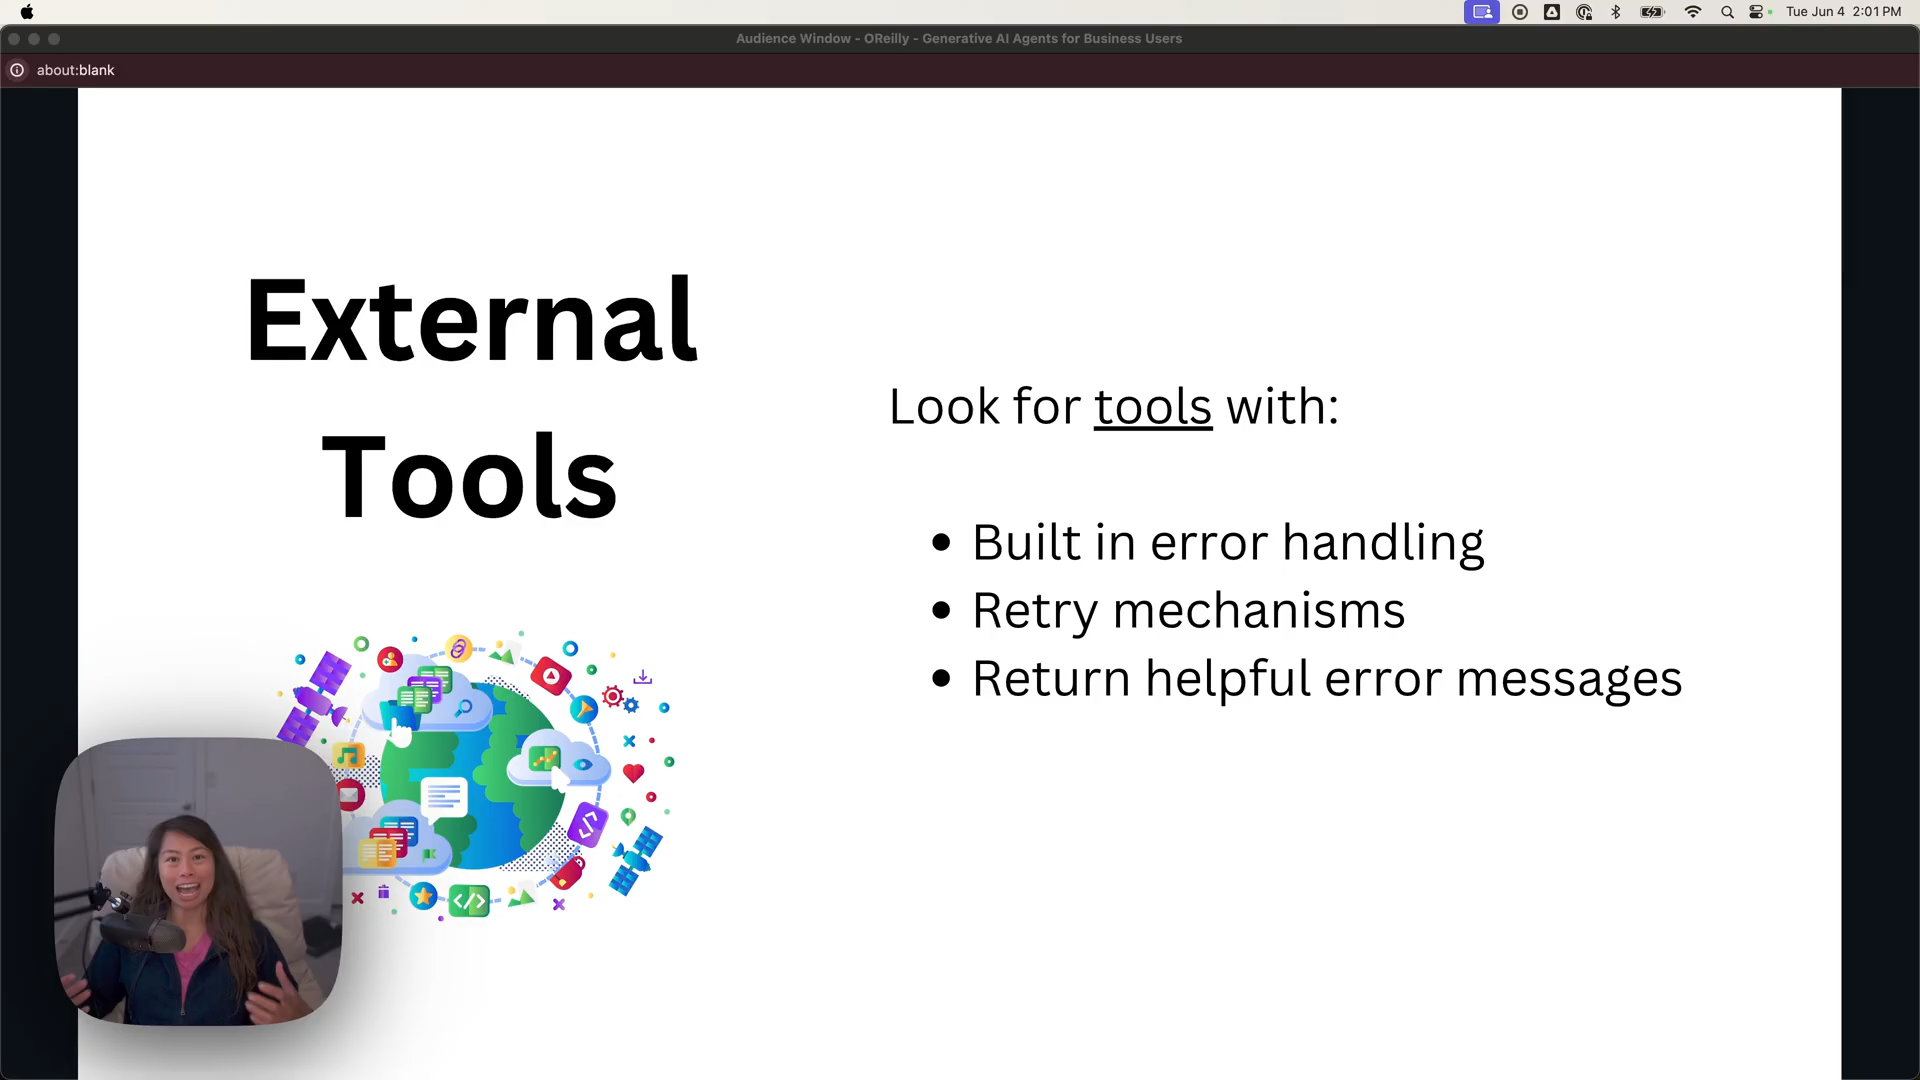 Tue Jun 4 2:01 PM
Audience Window - OReilly - Generative AI Agents for Business Users
about:blank
External
Tools
Look for tools with:
• Built in error handling
• Retry mechanisms
• Return helpful error messages